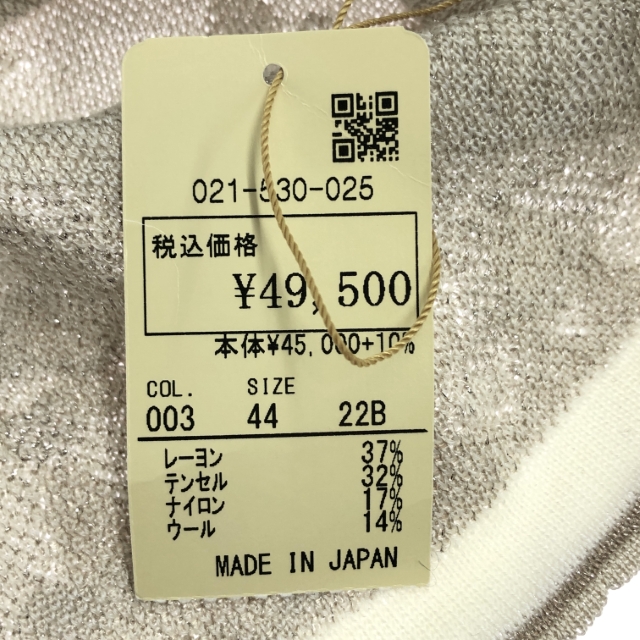 021-530-025
税込価格
¥49,500
本体¥45,000+10%
COL. SIZE
003 44 22B
レーヨン 37%
テンセル 32%
ナイロン 17%
ウール 14%
MADE IN JAPAN